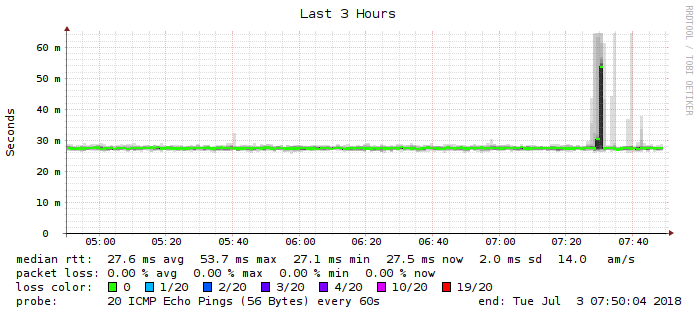 Last 3 Hours
RRDTOOL / TOBI OETIKER
Seconds
60 m
50 m
40 m
30 m
20 m
10 m
0
05:00 05:20 05:40 06:00 06:20 06:40 07:00 07:20 07:40
median rtt: 27.6 ms avg 53.7 ms max 27.1 ms min 27.5 ms now 2.0 ms sd 14.0 am/s
packet loss: 0.00 % avg 0.00 % max 0.00 % min 0.00 % now
loss color: 0 1/20 2/20 3/20 4/20 10/20 19/20
probe: 20 ICMP Echo Pings (56 Bytes) every 60s end: Tue Jul 3 07:50:04 2018